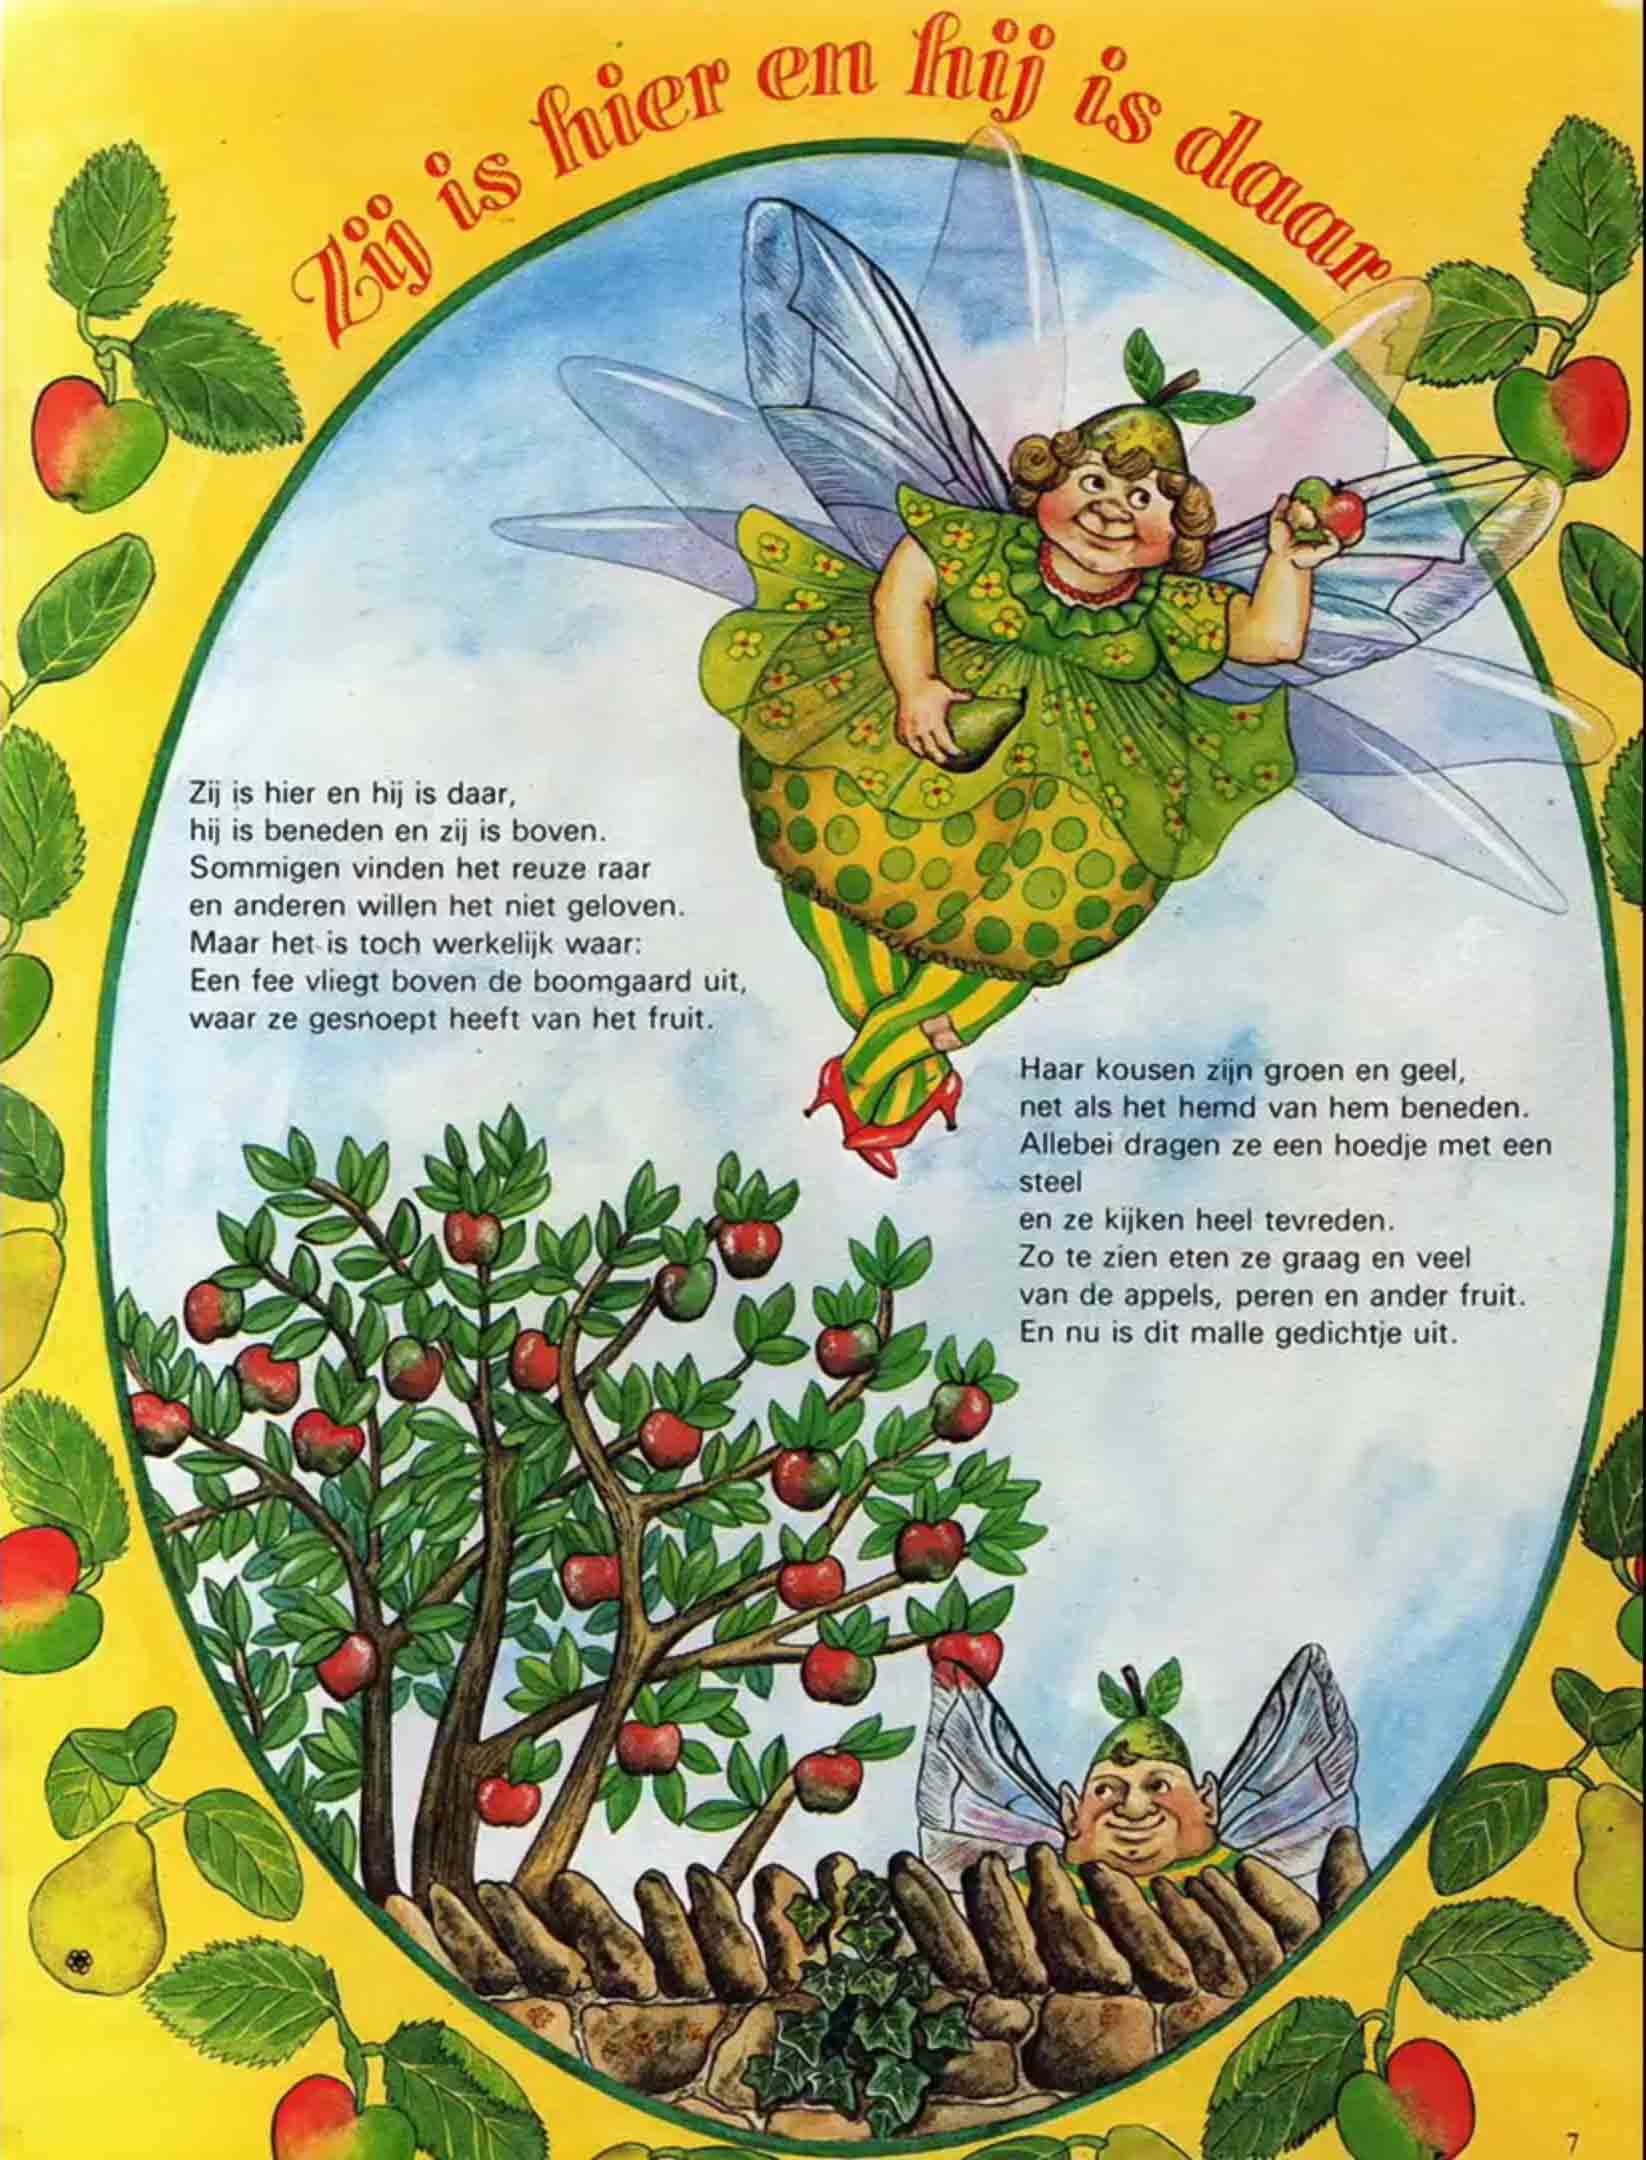 Zij is hier en hij is daar
Zij is hier en hij is daar,
hij is beneden en zij is boven.
Sommigen vinden het reuze raar
en anderen willen het niet geloven.
Maar het is toch werkelijk waar:
Een fee vliegt boven de boomgaard uit,
waar ze gesnoept heeft van het fruit.
Haar kousen zijn groen en geel,
net als het hemd van hem beneden.
Allebei dragen ze een hoedje met een
steel
en ze kijken heel tevreden.
Zo te zien eten ze graag en veel
van de appels, peren en ander fruit.
En nu is dit malle gedichtje uit.
7